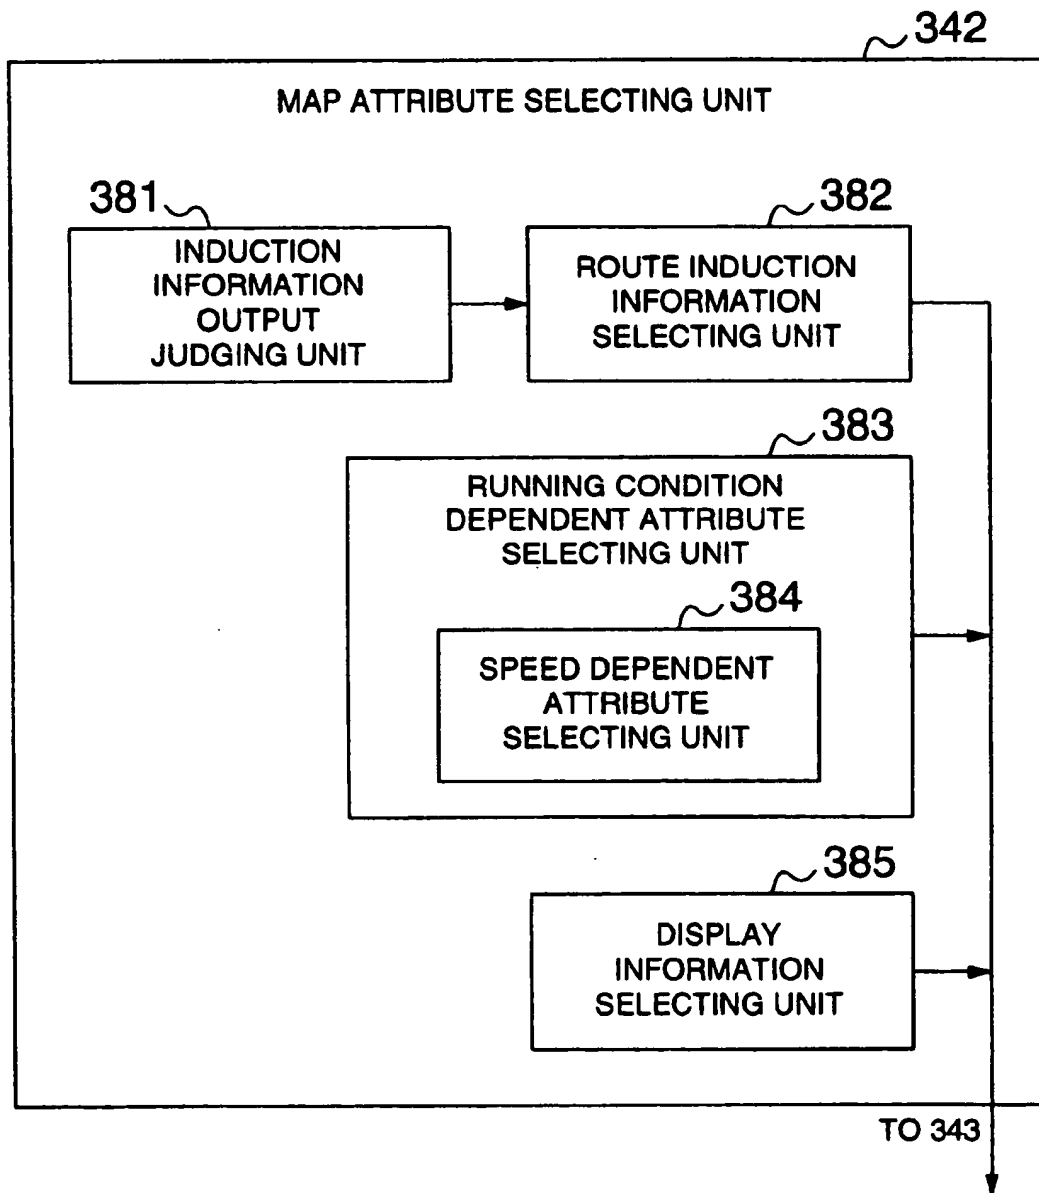 342
MAP ATTRIBUTE SELECTING UNIT
381
INDUCTION
INFORMATION
OUTPUT
JUDGING UNIT
382
ROUTE INDUCTION
INFORMATION
SELECTING UNIT
383
RUNNING CONDITION
DEPENDENT ATTRIBUTE
SELECTING UNIT
384
SPEED DEPENDENT
ATTRIBUTE
SELECTING UNIT
385
DISPLAY
INFORMATION
SELECTING UNIT
TO 343